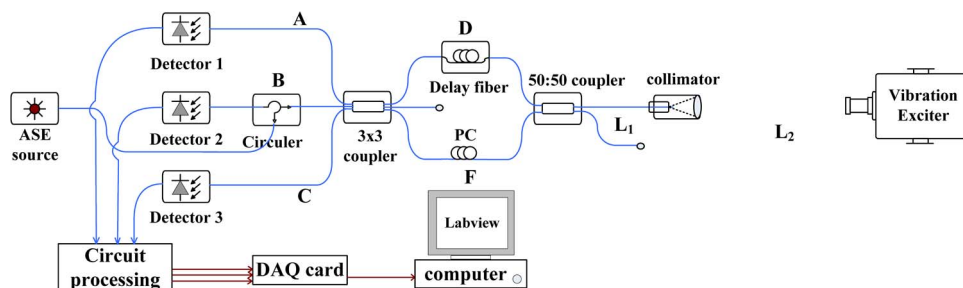 A
Detector 1
D
Delay fiber
50:50 coupler
collimator
Vibration
Exciter
B
ASE
source
Detector 2
Circuler
3x3
coupler
PC
L1
L2
C
F
Detector 3
Labview
Circuit
processing
DAQ card
computer